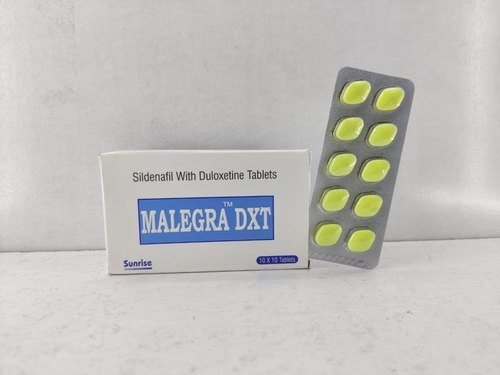 Sildenafil With Duloxetine Tablets
MALEGRA™ DXT
Sunrise
10 X 10 Tablets